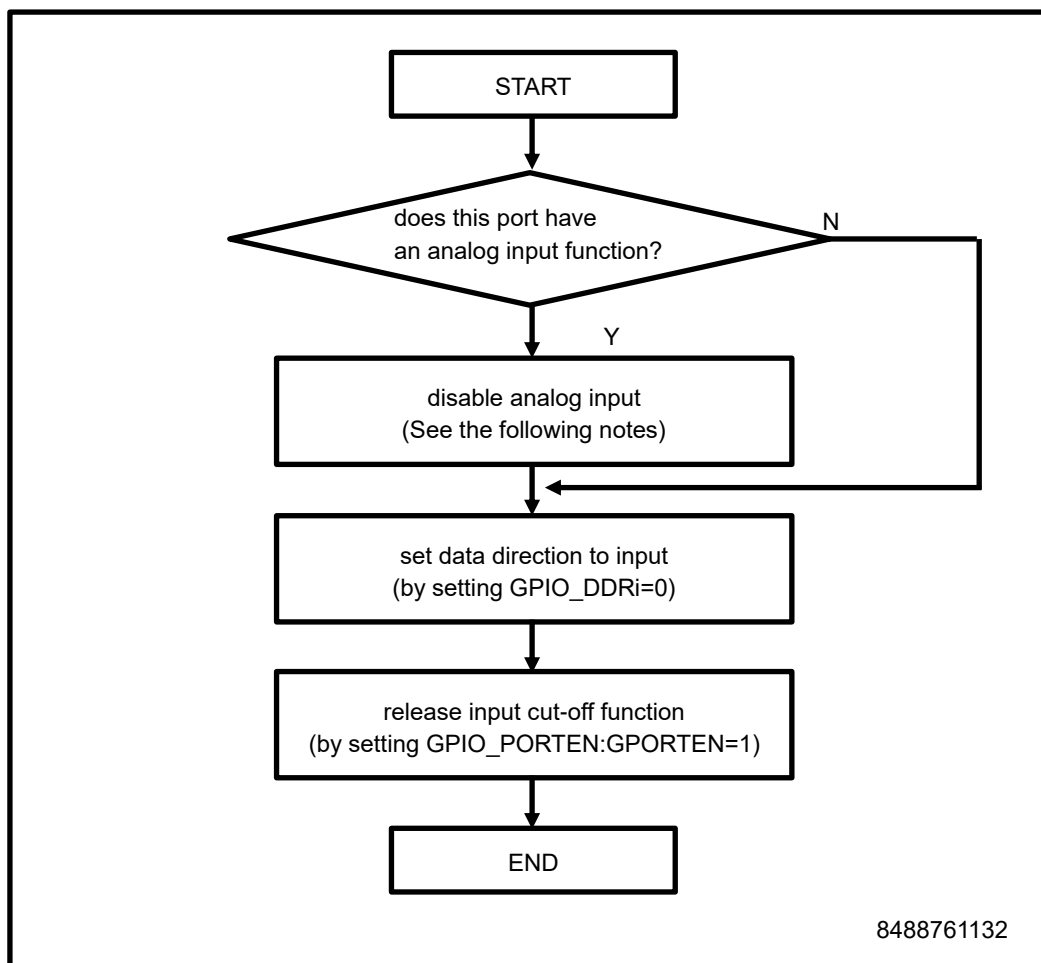 START
does this port have
an analog input function?
N
Y
disable analog input
(See the following notes)
set data direction to input
(by setting GPIO_DDRi=0)
release input cut-off function
(by setting GPIO_PORTEN:GPORTEN=1)
END
8488761132